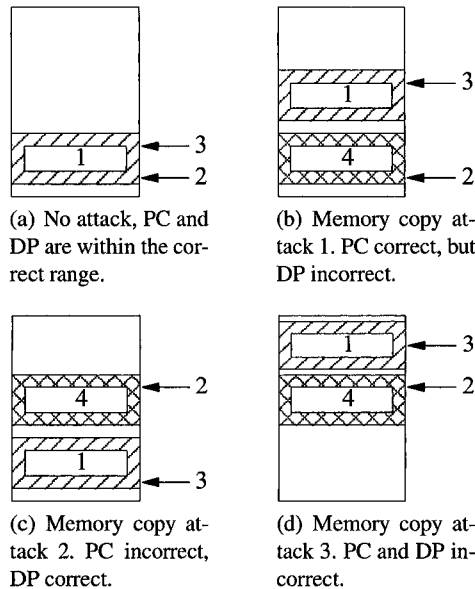 1
3
2
(a) No attack, PC and
DP are within the cor-
rect range.
1
3
4
2
(b) Memory copy at-
tack 1. PC correct, but
DP incorrect.
4
2
1
3
(c) Memory copy at-
tack 2. PC incorrect,
DP correct.
1
3
4
2
(d) Memory copy at-
tack 3. PC and DP in-
correct.